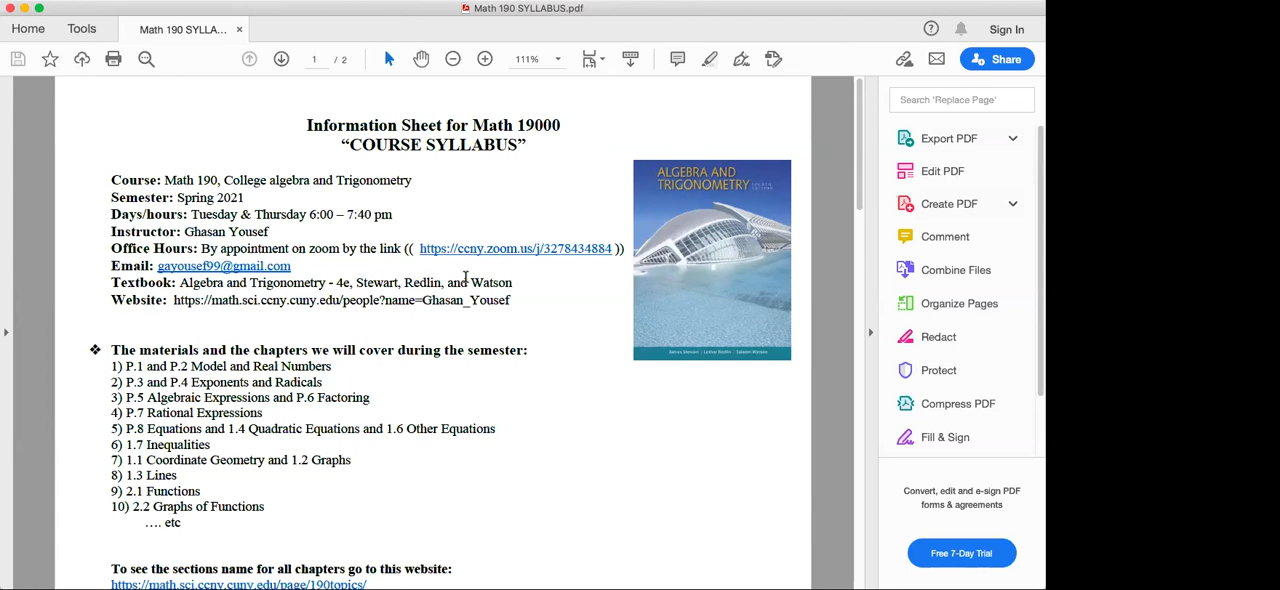 Math 190 SYLLABUS.pdf
Home
Tools
Math 190 SYLLA...
Sign In
1 / 2
111%
Share
Information Sheet for Math 19000
“COURSE SYLLABUS”
Course: Math 190, College algebra and Trigonometry
Semester: Spring 2021
Days/hours: Tuesday & Thursday 6:00 – 7:40 pm
Instructor: Ghasan Yousef
Office Hours: By appointment on zoom by the link (( https://ccny.zoom.us/j/3278434884 ))
Email: gayousef99@gmail.com
Textbook: Algebra and Trigonometry - 4e, Stewart, Redlin, and Watson
Website: https://math.sci.ccny.cuny.edu/people?name=Ghasan_Yousef
ALGEBRA AND
TRIGONOMETRY
❖ The materials and the chapters we will cover during the semester:
1) P.1 and P.2 Model and Real Numbers
2) P.3 and P.4 Exponents and Radicals
3) P.5 Algebraic Expressions and P.6 Factoring
4) P.7 Rational Expressions
5) P.8 Equations and 1.4 Quadratic Equations and 1.6 Other Equations
6) 1.7 Inequalities
7) 1.1 Coordinate Geometry and 1.2 Graphs
8) 1.3 Lines
9) 2.1 Functions
10) 2.2 Graphs of Functions
…. etc
To see the sections name for all chapters go to this website:
https://math.sci.ccny.cuny.edu/page/190topics/
Search 'Replace Page'
Export PDF
Edit PDF
Create PDF
Comment
Combine Files
Organize Pages
Redact
Protect
Compress PDF
Fill & Sign
Convert, edit and e-sign PDF
forms & agreements
Free 7-Day Trial